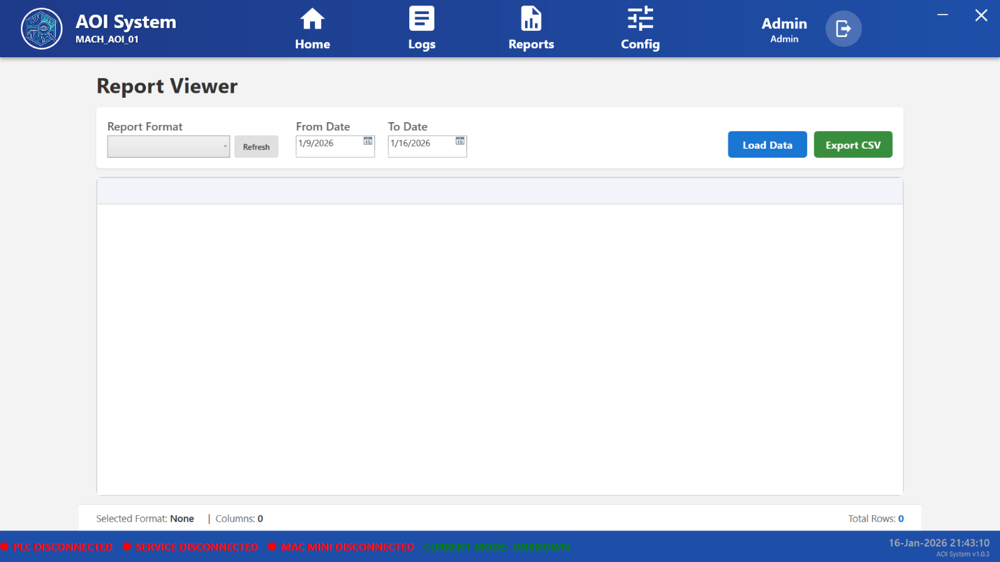 AOI System
MACH_AOI_01
Home
Logs
Reports
Config
Admin
Admin
Report Viewer
Report Format
From Date
To Date
Refresh
1/9/2026
15
1/16/2026
15
Load Data
Export CSV
Selected Format: None | Columns: 0
Total Rows: 0
PLC DISCONNECTED
SERVICE DISCONNECTED
MAC MINI DISCONNECTED
CURRENT MODE: UNKNOWN
16-Jan-2026 21:43:10
AOI System v1.0.3